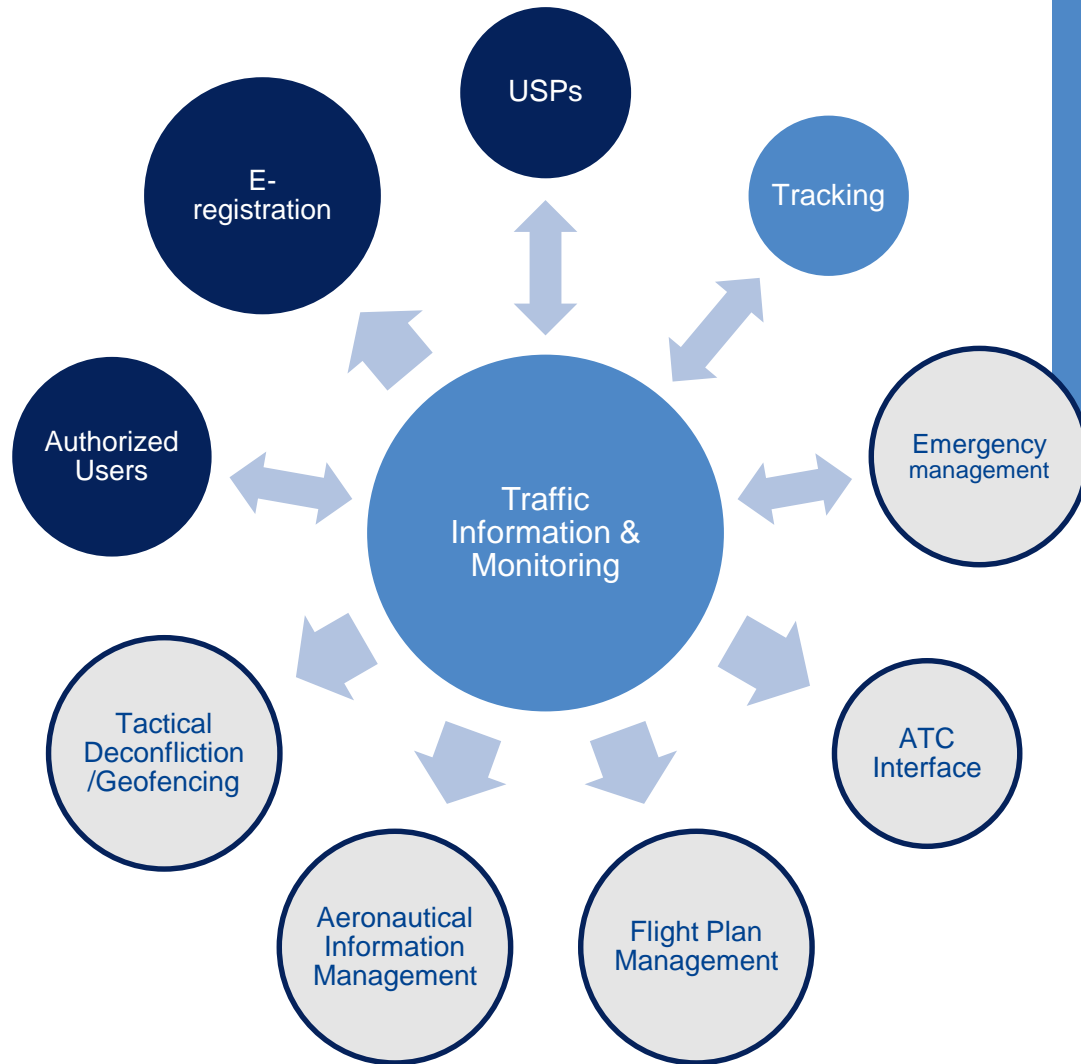 USPs
E-
registration
Tracking
Authorized
Users
Emergency
management
Traffic
Information &
Monitoring
Tactical
Deconfliction
/Geofencing
ATC
Interface
Aeronautical
Information
Management
Flight Plan
Management